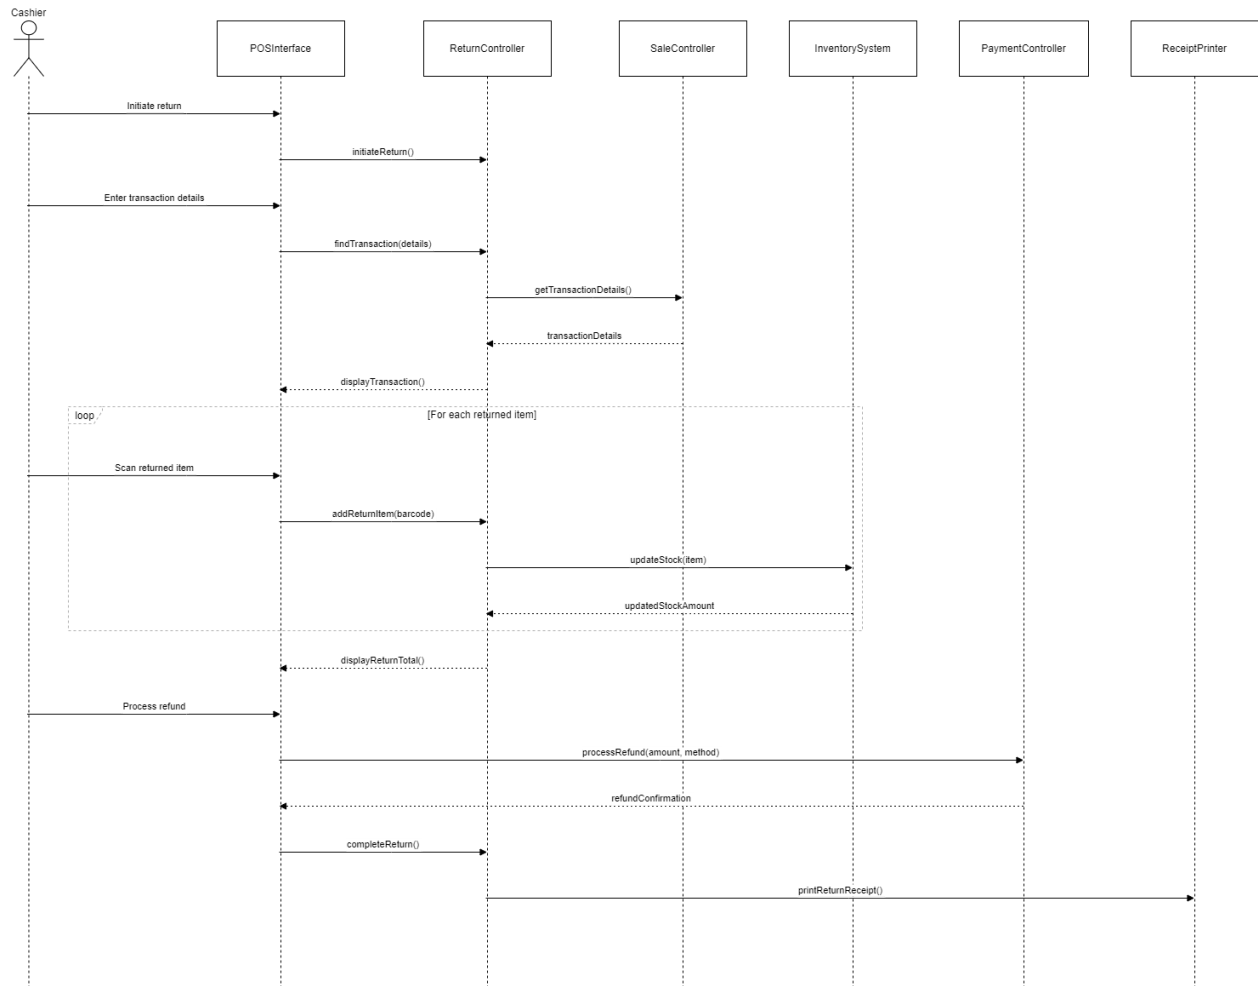 Cashier
POSInterface
ReturnController
SaleController
InventorySystem
PaymentController
ReceiptPrinter
Initiate return
initiateReturn()
Enter transaction details
findTransaction(details)
getTransactionDetails()
transactionDetails
displayTransaction()
loop
[For each returned item]
Scan returned item
addReturnItem(barcode)
updateStock(item)
updatedStockAmount
displayReturnTotal()
Process refund
processRefund(amount, method)
refundConfirmation
completeReturn()
printReturnReceipt()